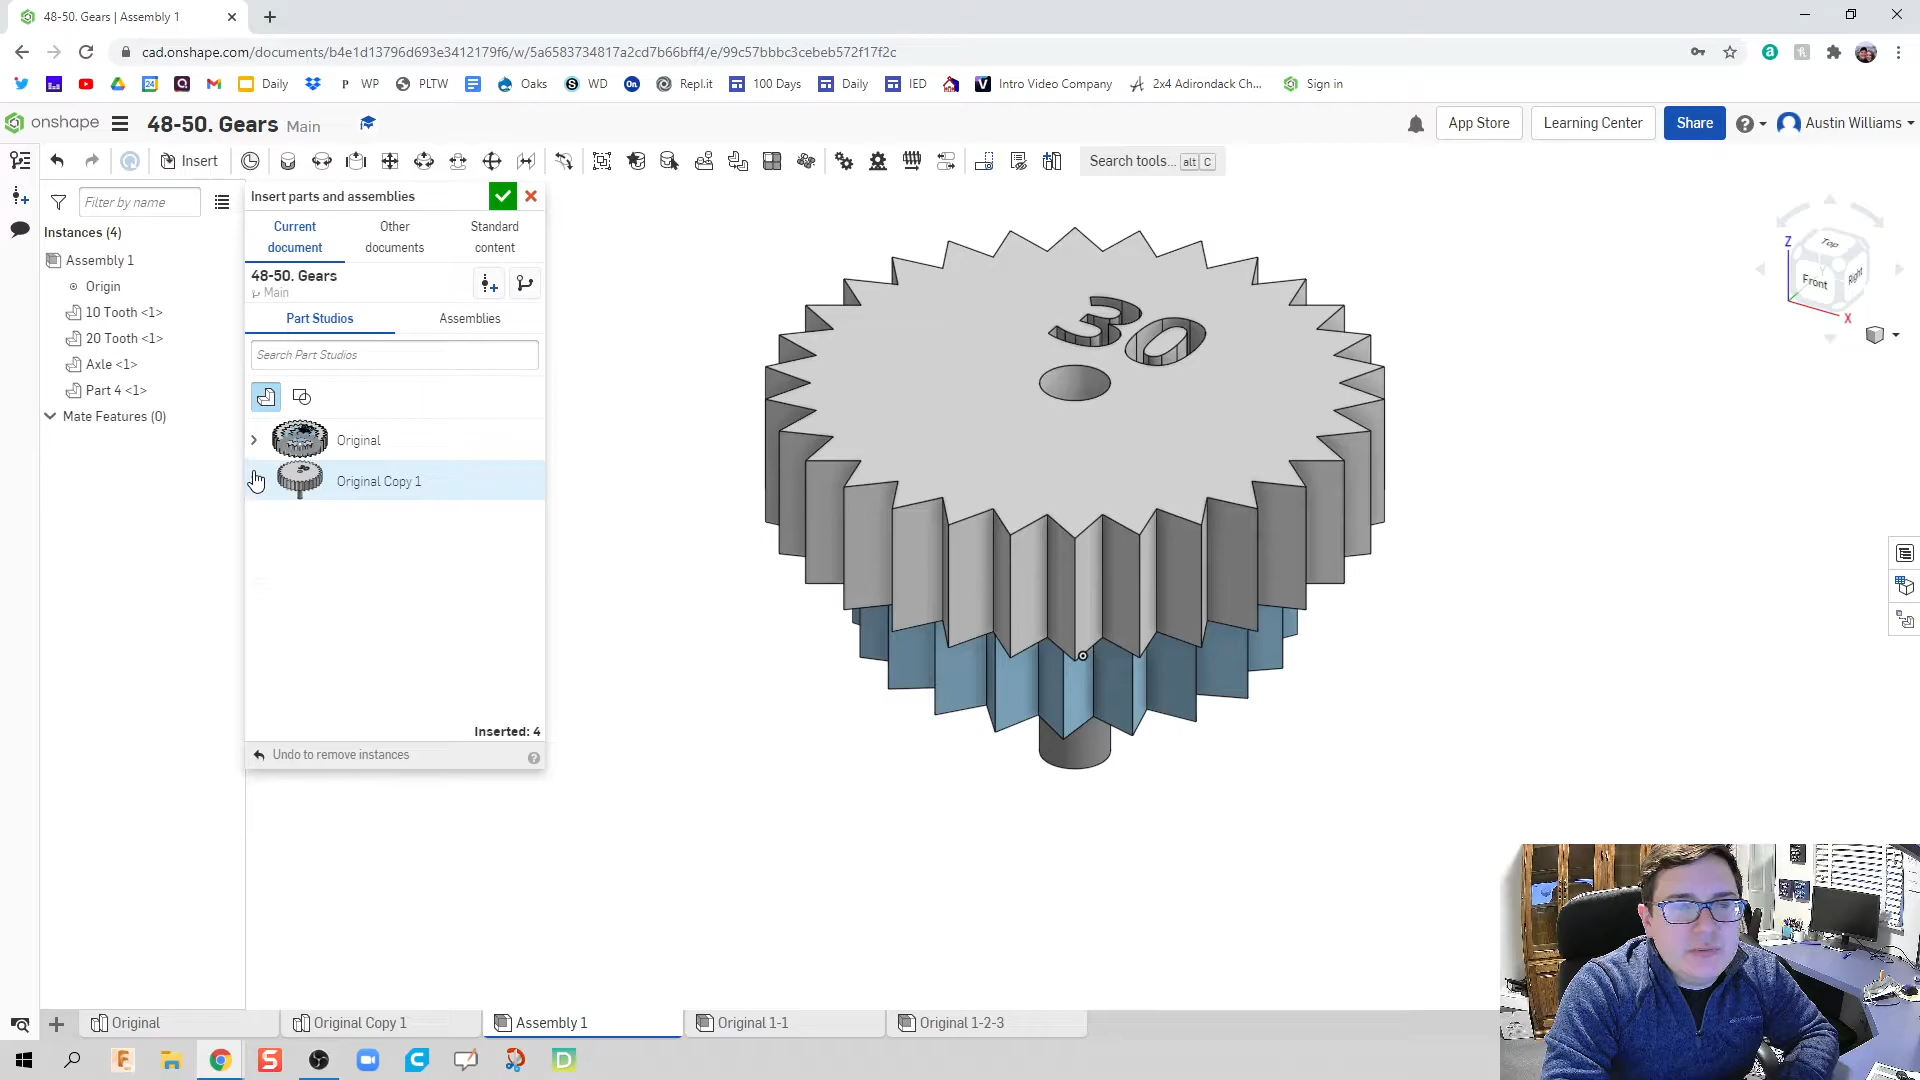 48-50. Gears | Assembly 1
cad.onshape.com/documents/b4e1d13796d693e3412179f6/w/5a6583734817a2cd7b66bff4/e/99c57bbbc3cebeb572f17f2c
Daily
P WP
PLTW
Oaks
WD
On
Repl.it
100 Days
Daily
IED
Intro Video Company
2x4 Adirondack Ch...
Sign in
onshape
48-50. Gears Main
App Store
Learning Center
Share
Austin Williams
Insert
Search tools... alt C
Filter by name
Instances (4)
Assembly 1
Origin
10 Tooth <1>
20 Tooth <1>
Axle <1>
Part 4 <1>
Mate Features (0)
Insert parts and assemblies
Current document
Other documents
Standard content
48-50. Gears
Main
Part Studios
Assemblies
Search Part Studios
Original
Original Copy 1
Inserted: 4
Undo to remove instances
30
Top
Front
Right
Z
Y
X
Original
Original Copy 1
Assembly 1
Original 1-1
Original 1-2-3